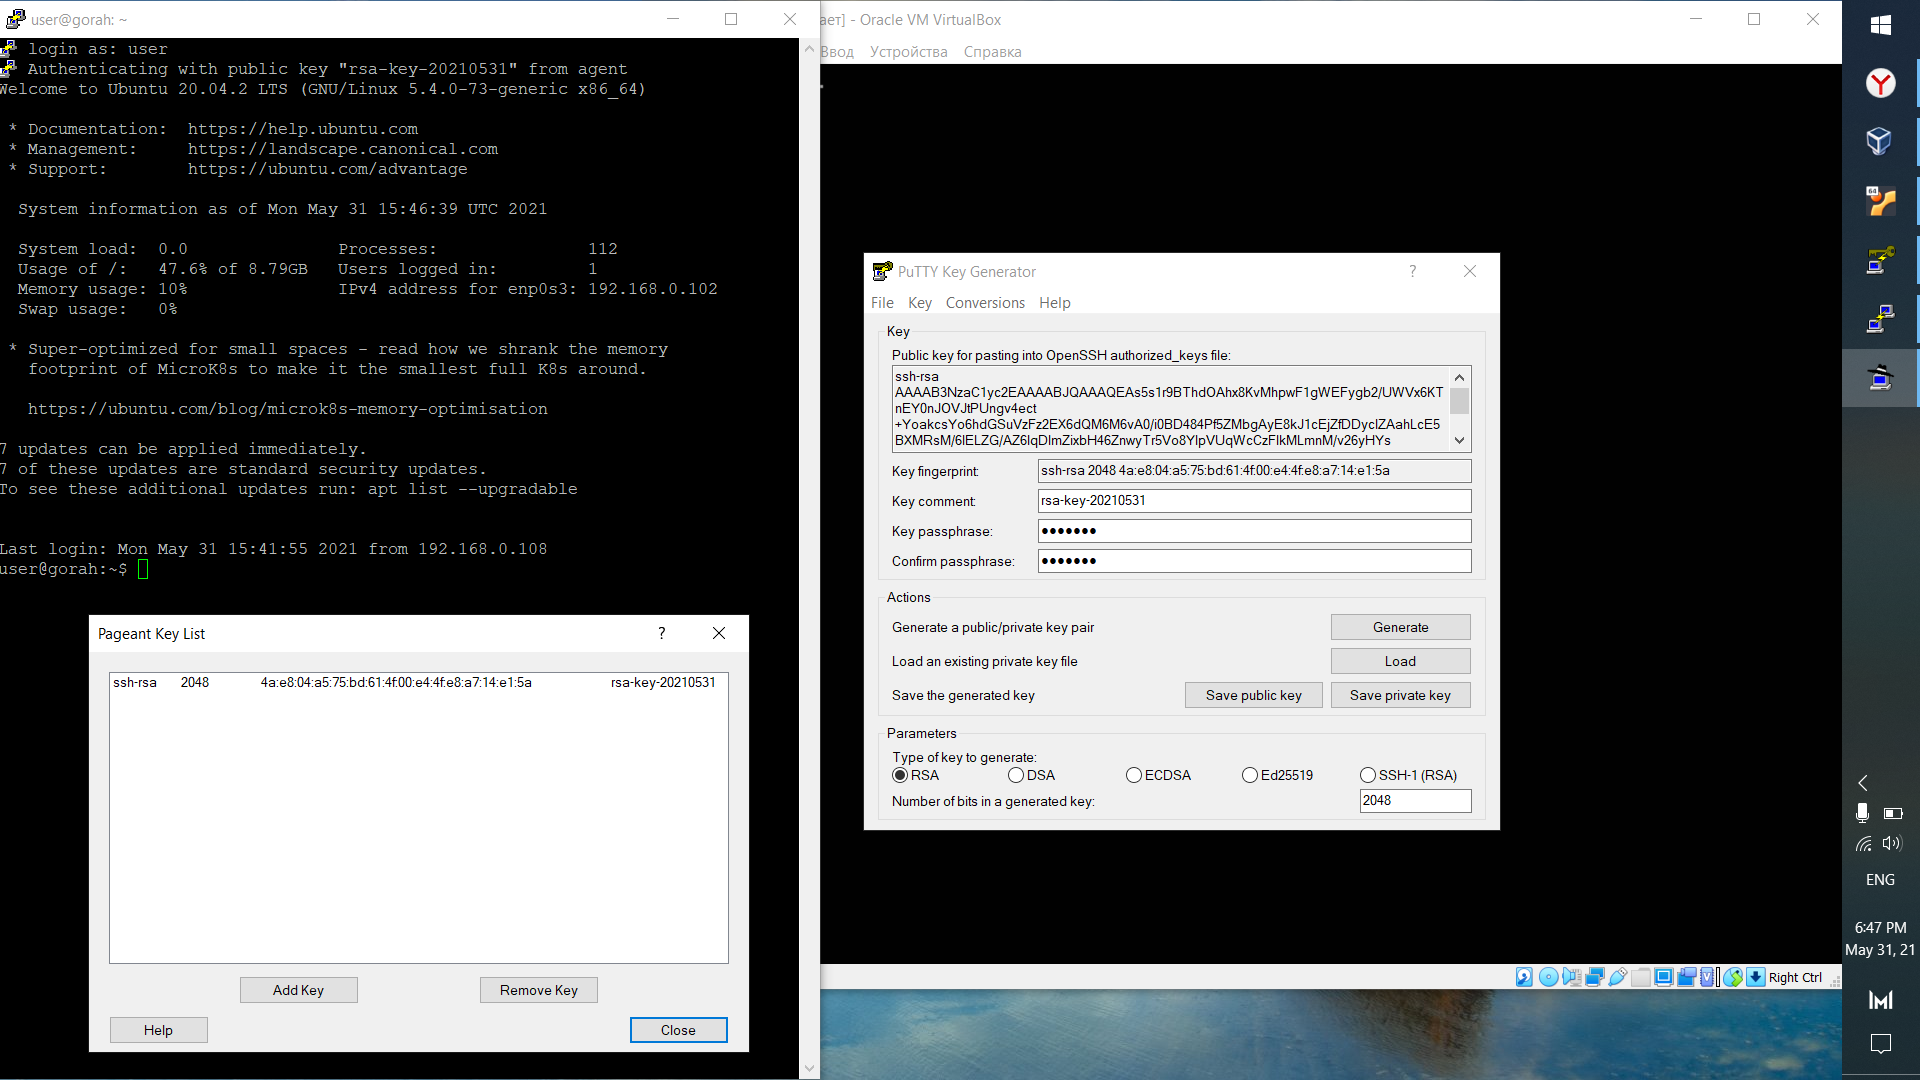 user@gorah: ~
login as: user
Authenticating with public key "rsa-key-20210531" from agent
Welcome to Ubuntu 20.04.2 LTS (GNU/Linux 5.4.0-73-generic x86_64)
* Documentation:  https://help.ubuntu.com
* Management:     https://landscape.canonical.com
* Support:        https://ubuntu.com/advantage
System information as of Mon May 31 15:46:39 UTC 2021
System load:  0.0               Processes:               112
Usage of /:   47.6% of 8.79GB   Users logged in:         1
Memory usage: 10%               IPv4 address for enp0s3: 192.168.0.102
Swap usage:   0%
* Super-optimized for small spaces - read how we shrank the memory
footprint of MicroK8s to make it the smallest full K8s around.
https://ubuntu.com/blog/microk8s-memory-optimisation
7 updates can be applied immediately.
7 of these updates are standard security updates.
To see these additional updates run: apt list --upgradable
Last login: Mon May 31 15:41:55 2021 from 192.168.0.108
user@gorah:~$
Pageant Key List
?
ssh-rsa 2048 4a:e8:04:a5:75:bd:61:4f:00:e4:4f:e8:a7:14:e1:5a rsa-key-20210531
Add Key
Remove Key
Help
Close
ает] - Oracle VM VirtualBox
Ввод Устройства Справка
PuTTY Key Generator
?
File Key Conversions Help
Key
Public key for pasting into OpenSSH authorized_keys file:
ssh-rsa
AAAAB3NzaC1yc2EAAAABJQAAAQEAs5s1r9BThdOAhx8KvMhpwF1gWEFygb2/UWVx6KT
nEY0nJOVJtPUngv4ect
+YoakcsYo6hdGSuVzFz2EX6dQM6M6vA0/i0BD484Pf5ZMbgAyE8kJ1cEjZfDDyclZAahLcE5
BXMRsM/6lELZG/AZ6lqDlmZixbH46ZnwyTr5Vo8YlpVUqWcCzFlkMLmnM/v26yHYs
Key fingerprint: ssh-rsa 2048 4a:e8:04:a5:75:bd:61:4f:00:e4:4f:e8:a7:14:e1:5a
Key comment: rsa-key-20210531
Key passphrase: •••••••
Confirm passphrase: •••••••
Actions
Generate a public/private key pair
Generate
Load an existing private key file
Load
Save the generated key
Save public key
Save private key
Parameters
Type of key to generate:
RSA DSA ECDSA Ed25519 SSH-1 (RSA)
Number of bits in a generated key: 2048
Right Ctrl
64
ENG
6:47 PM
May 31, 21